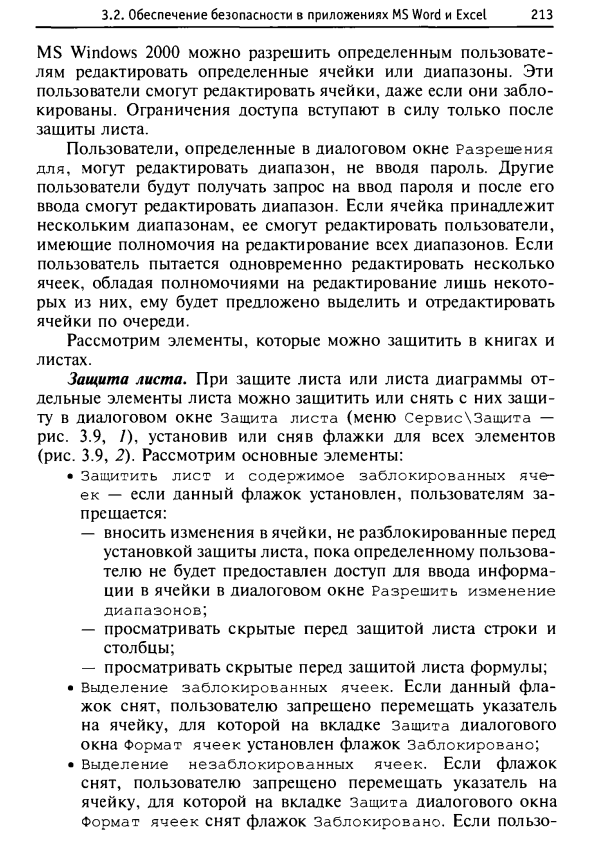 3.2. Обеспечение безопасности в приложениях MS Word и Excel 213
MS Windows 2000 можно разрешить определенным пользовате-
лям редактировать определенные ячейки или диапазоны. Эти
пользователи смогут редактировать ячейки, даже если они забло-
кированы. Ограничения доступа вступают в силу только после
защиты листа.
Пользователи, определенные в диалоговом окне Разрешения
для, могут редактировать диапазон, не вводя пароль. Другие
пользователи будут получать запрос на ввод пароля и после его
ввода смогут редактировать диапазон. Если ячейка принадлежит
нескольким диапазонам, ее смогут редактировать пользователи,
имеющие полномочия на редактирование всех диапазонов. Если
пользователь пытается одновременно редактировать несколько
ячеек, обладая полномочиями на редактирование лишь некото-
рых из них, ему будет предложено выделить и отредактировать
ячейки по очереди.
Рассмотрим элементы, которые можно защитить в книгах и
листах.
Защита листа. При защите листа или листа диаграммы от-
дельные элементы листа можно защитить или снять с них защи-
ту в диалоговом окне Защита листа (меню Сервис\Защита —
рис. 3.9, 1), установив или сняв флажки для всех элементов
(рис. 3.9, 2). Рассмотрим основные элементы:
• Защитить лист и содержимое заблокированных яче-
ек — если данный флажок установлен, пользователям за-
прещается:
— вносить изменения в ячейки, не разблокированные перед
установкой защиты листа, пока определенному пользова-
телю не будет предоставлен доступ для ввода информа-
ции в ячейки в диалоговом окне Разрешить изменение
диапазонов;
— просматривать скрытые перед защитой листа строки и
столбцы;
— просматривать скрытые перед защитой листа формулы;
• Выделение заблокированных ячеек. Если данный фла-
жок снят, пользователю запрещено перемещать указатель
на ячейку, для которой на вкладке Защита диалогового
окна Формат ячеек установлен флажок Заблокировано;
• Выделение незаблокированных ячеек. Если флажок
снят, пользователю запрещено перемещать указатель на
ячейку, для которой на вкладке Защита диалогового окна
Формат ячеек снят флажок Заблокировано. Если пользо-